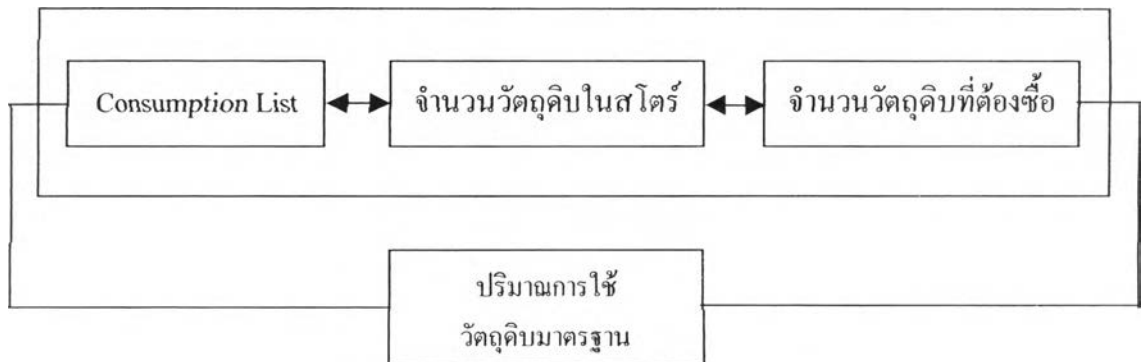 Consumption List
จำนวนวัตถุดิบในสโตร์
จำนวนวัตถุดิบที่ต้องซื้อ
ปริมาณการใช้
วัตถุดิบมาตรฐาน